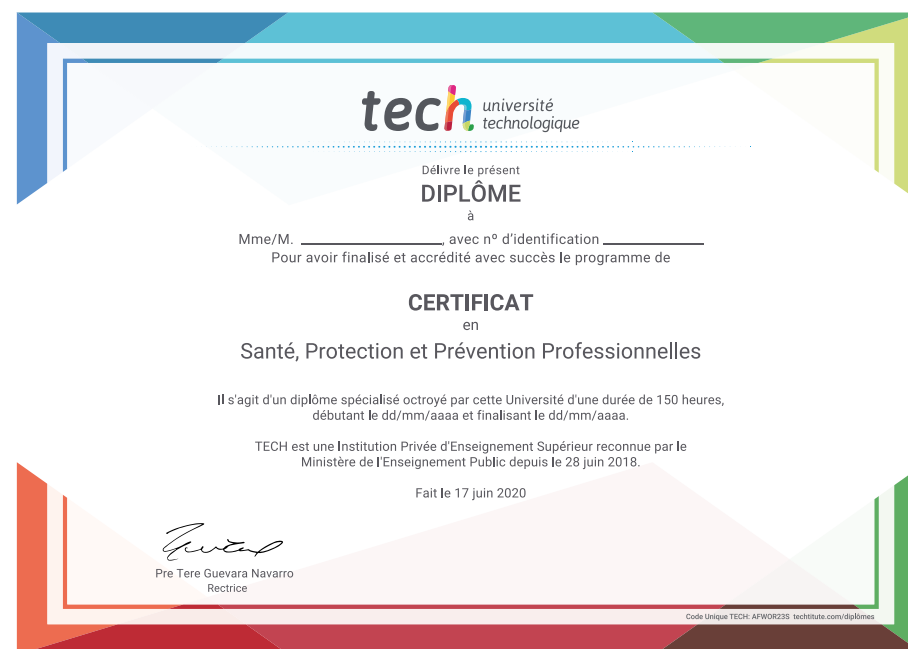 tech université
technologique
Délivre le présent
DIPLÔME
à
Mme/M. ____________________, avec nº d'identification ______________
Pour avoir finalisé et accrédité avec succès le programme de
CERTIFICAT
en
Santé, Protection et Prévention Professionnelles
Il s'agit d'un diplôme spécialisé octroyé par cette Université d'une durée de 150 heures,
débutant le dd/mm/aaaa et finalisant le dd/mm/aaaa.
TECH est une Institution Privée d'Enseignement Supérieur reconnue par le
Ministère de l'Enseignement Public depuis le 28 juin 2018.
Fait le 17 juin 2020
Pre Tere Guevara Navarro
Rectrice
Code Unique TECH: AFWOR23S techtitute.com/diplômes